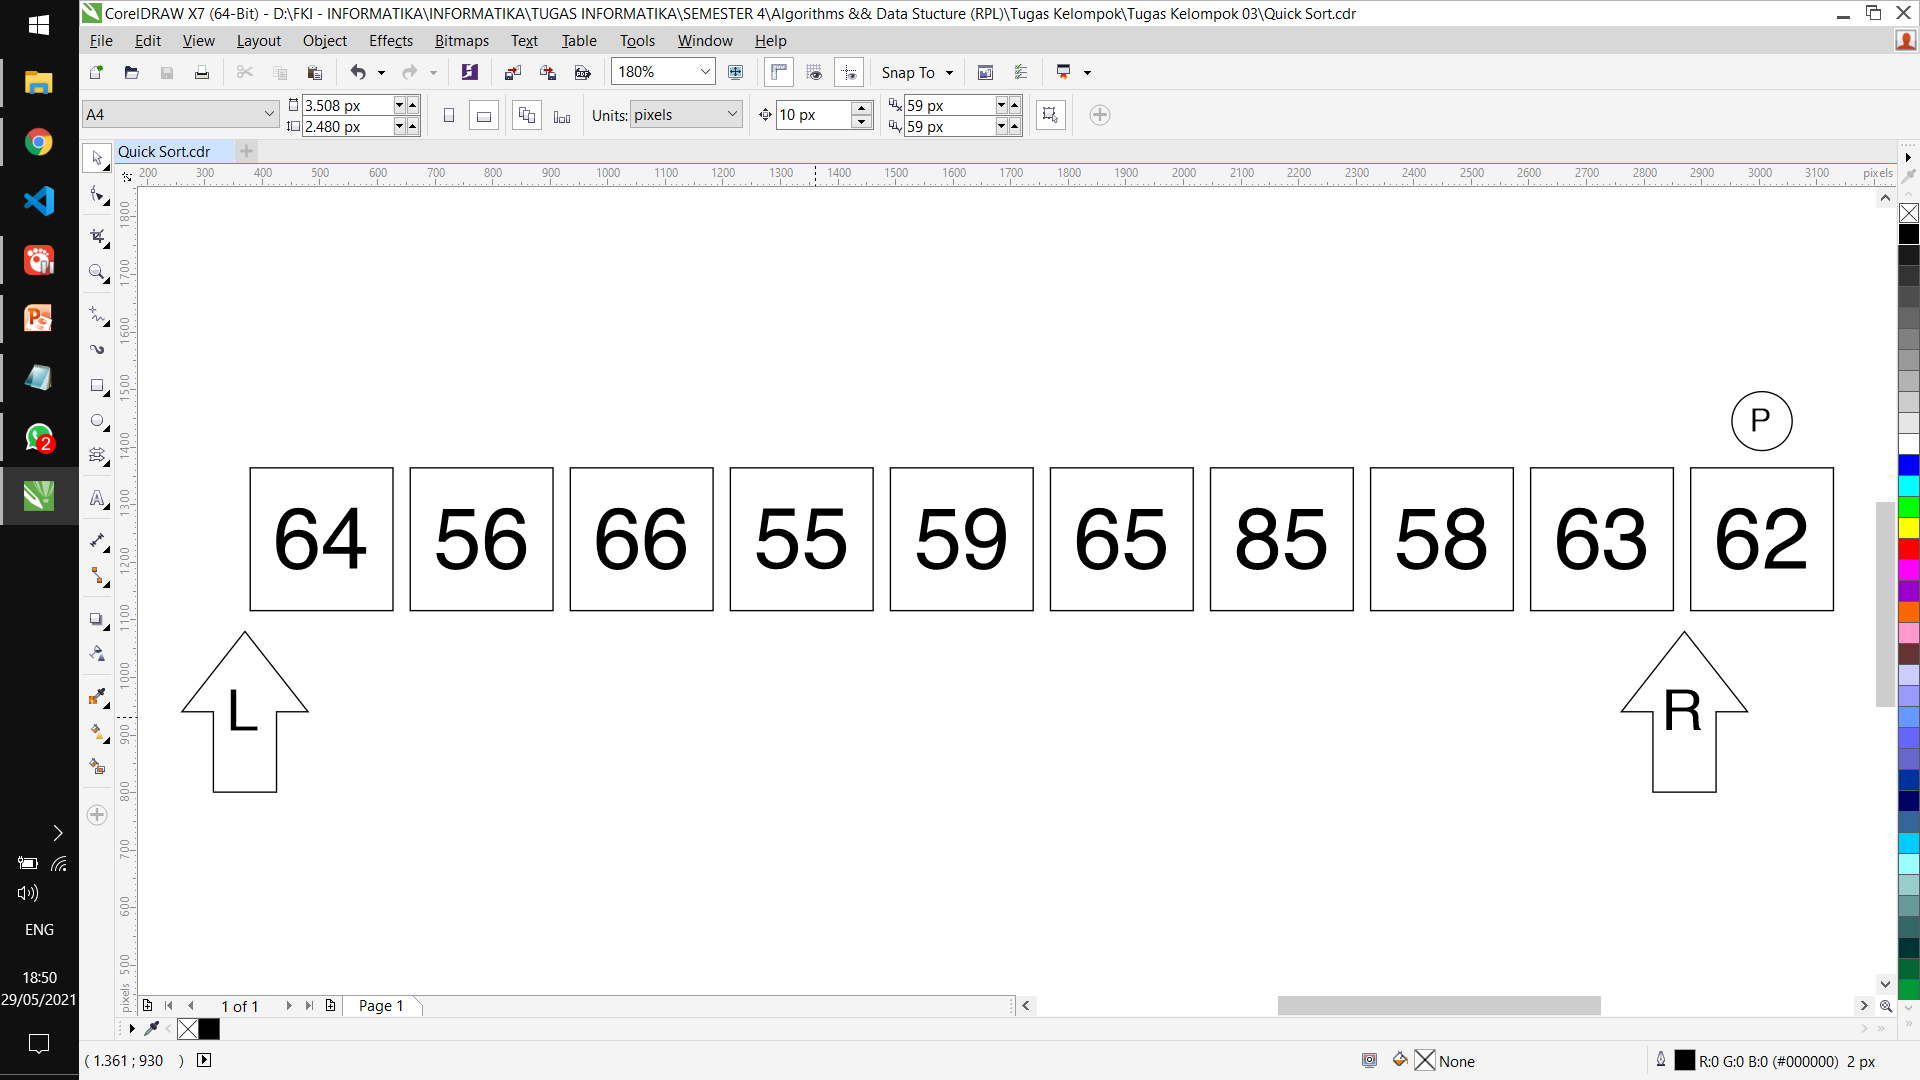 CorelDRAW X7 (64-Bit) - D:\FKI - INFORMATIKA\INFORMATIKA\TUGAS INFORMATIKA\SEMESTER 4\Algorithms && Data Stucture (RPL)\Tugas Kelompok\Tugas Kelompok 03\Quick Sort.cdr
File Edit View Layout Object Effects Bitmaps Text Table Tools Window Help
180% Snap To
A4 3.508 px 2.480 px Units: pixels 10 px 59 px 59 px
Quick Sort.cdr
200 300 400 500 600 700 800 900 1000 1100 1200 1300 1400 1500 1600 1700 1800 1900 2000 2100 2200 2300 2400 2500 2600 2700 2800 2900 3000 3100 pixels
1800
1700
1600
1500
1400
1300
1200
1100
1000
900
800
700
600
500
pixels
P
64 56 66 55 59 65 85 58 63 62
L R
2
ENG
18:50
29/05/2021
1 of 1 Page 1
( 1.361 ; 930 ) None R:0 G:0 B:0 (#000000) 2 px